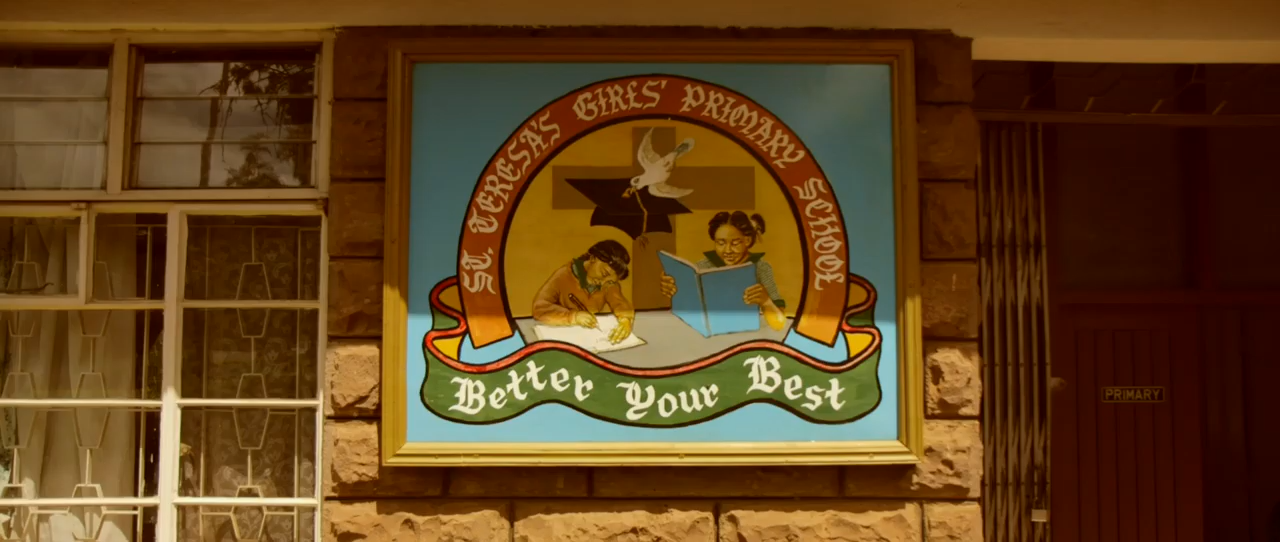 ST. TERESA'S GIRLS' PRIMARY SCHOOL
Better Your Best
PRIMARY